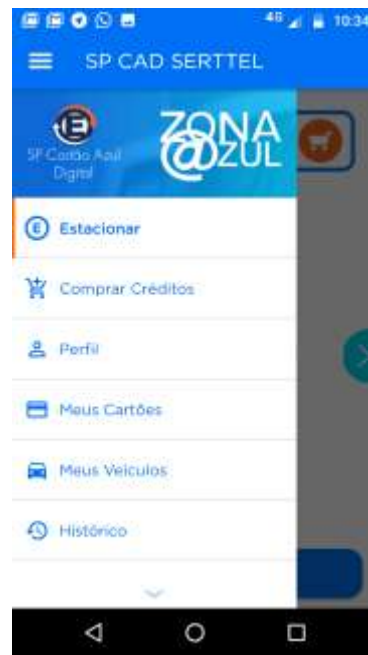 4G 10:34
SP CAD SERTTEL
SP Cartão Azul
Digital
ZONA
@ZUL
E Estacionar
Comprar Créditos
Perfil
Meus Cartões
Meus Veículos
Histórico